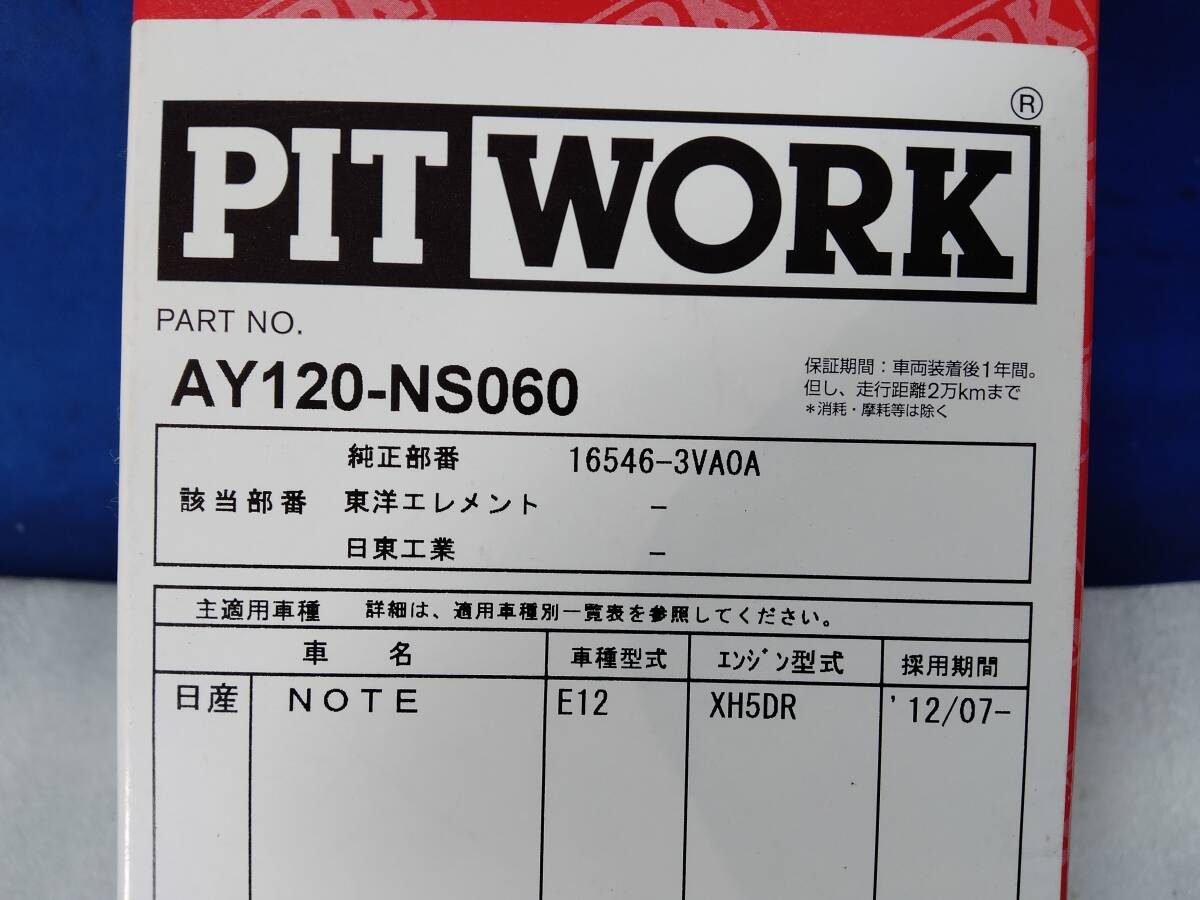 PIT WORK ®
PART NO.
AY120-NS060
保証期間：車両装着後1年間。
但し、走行距離2万kmまで
＊消耗・摩耗等は除く
純正部番 16546-3VA0A
該当部番 東洋エレメント －
日東工業 －
主適用車種 詳細は、適用車種別一覧表を参照してください。
車 名 車種型式 ｴﾝｼﾞﾝ型式 採用期間
日産 NOTE E12 XH5DR '12/07-